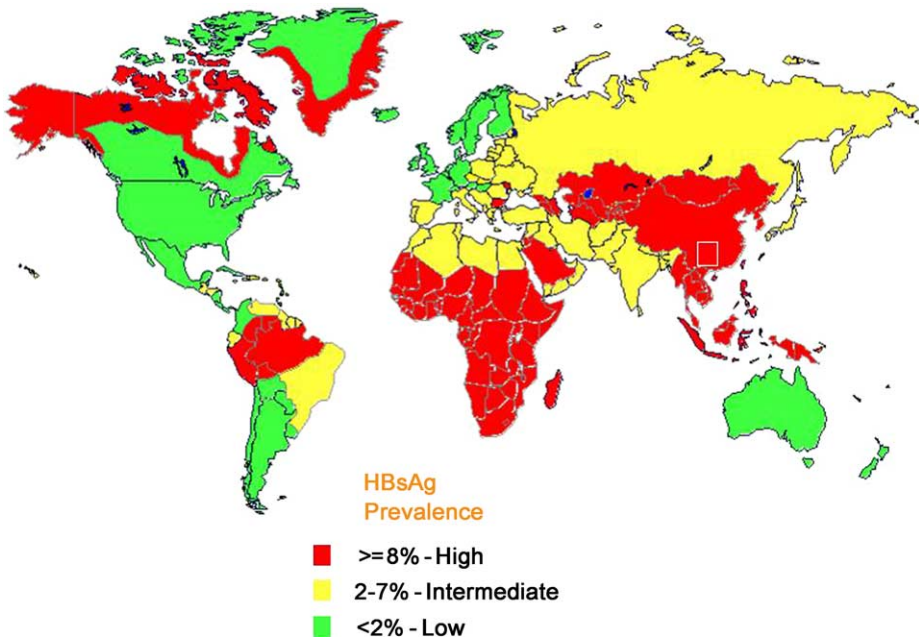 HBsAg
Prevalence
>=8% - High
2-7% - Intermediate
<2% - Low